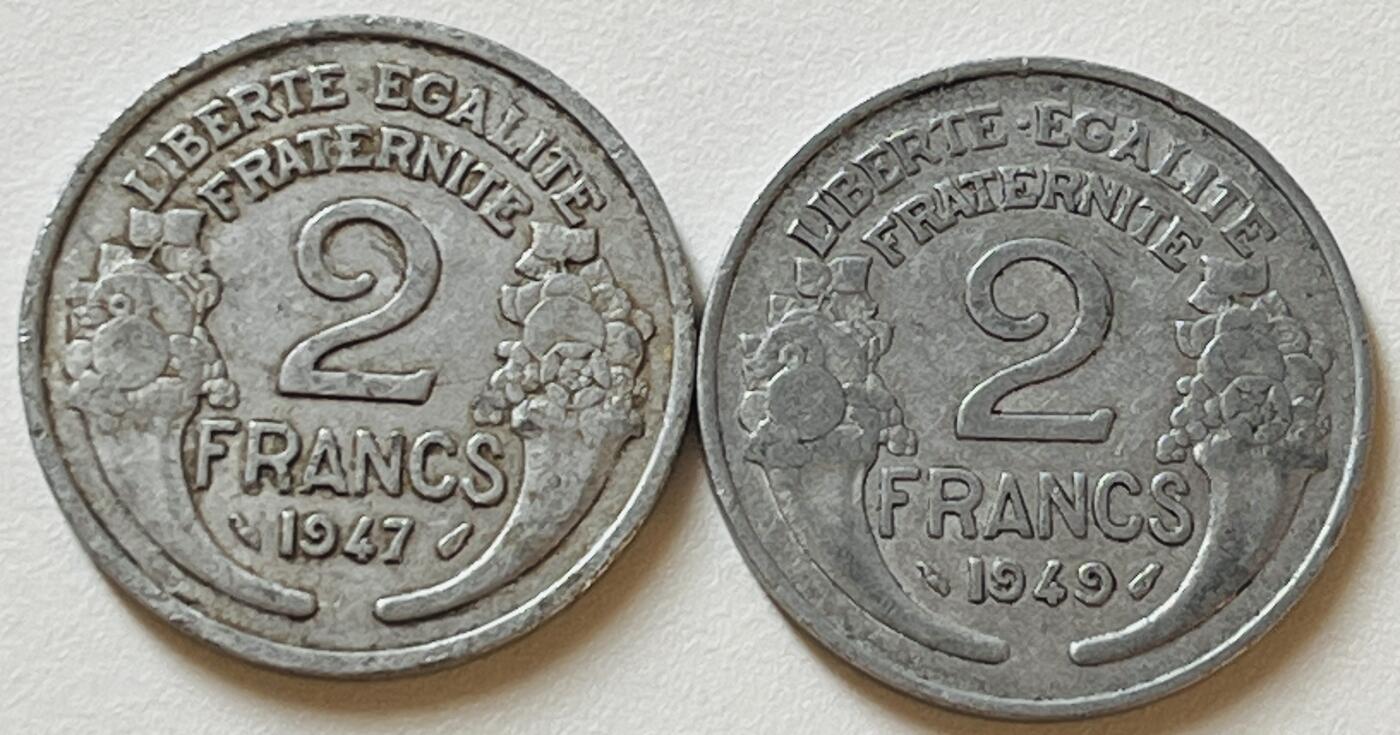 LIBERTE·EGALITE
FRATERNITE
2
FRANCS
1947
LIBERTE·EGALITE
FRATERNITE
2
FRANCS
1949